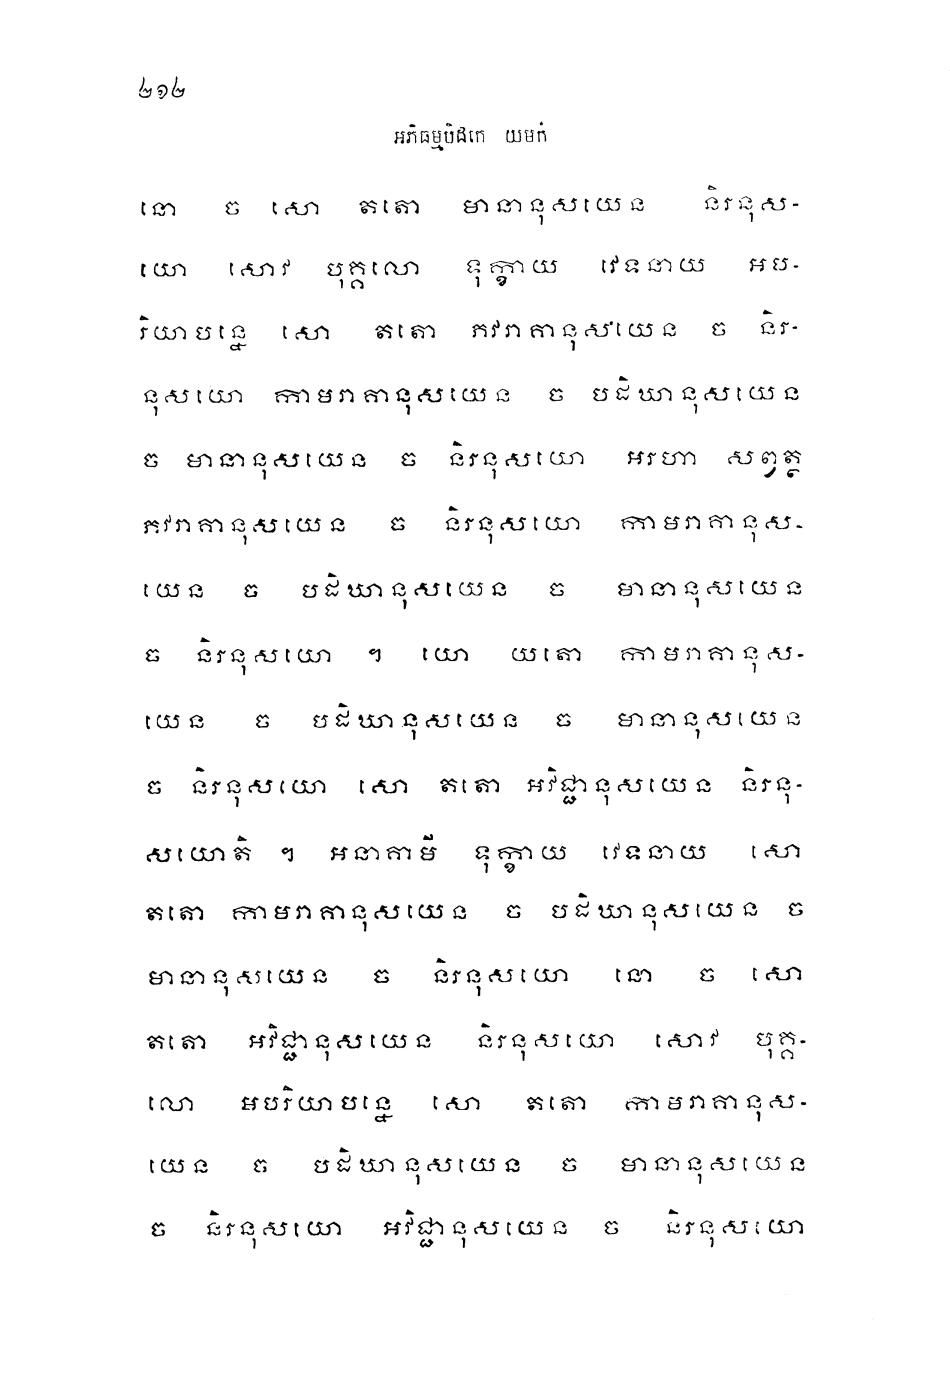 ២១២
អភិធម្មបិដកេ យមកំ
នោ ច សោ តតោ មានានុសយេន និរនុស-
យោ សោវ បុគ្គលោ ទុក្ខាយ វេទនាយ អប-
រិយាបន្នេ សោ តតោ ភវរាគានុសយេន ច និរ-
នុសយោ កាមរាគានុសយេន ច បដិឃានុសយេន
ច មានានុសយេន ច និរនុសយោ អរហា សព្វត្ថ
ភវរាគានុសយេន ច និរនុសយោ កាមរាគានុស-
យេន ច បដិឃានុសយេន ច មានានុសយេន
ច និរនុសយោ ។ យោ យតោ កាមរាគានុស-
យេន ច បដិឃានុសយេន ច មានានុសយេន
ច និរនុសយោ សោ តតោ អវិជ្ជានុសយេន និរនុ-
សយោតិ ។ អនាគាមី ទុក្ខាយ វេទនាយ សោ
តតោ កាមរាគានុសយេន ច បដិឃានុសយេន ច
មានានុសយេន ច និរនុសយោ នោ ច សោ
តតោ អវិជ្ជានុសយេន និរនុសយោ សោវ បុគ្គ-
លោ អបរិយាបន្នេ សោ តតោ កាមរាគានុស-
យេន ច បដិឃានុសយេន ច មានានុសយេន
ច និរនុសយោ អវិជ្ជានុសយេន ច និរនុសយោ